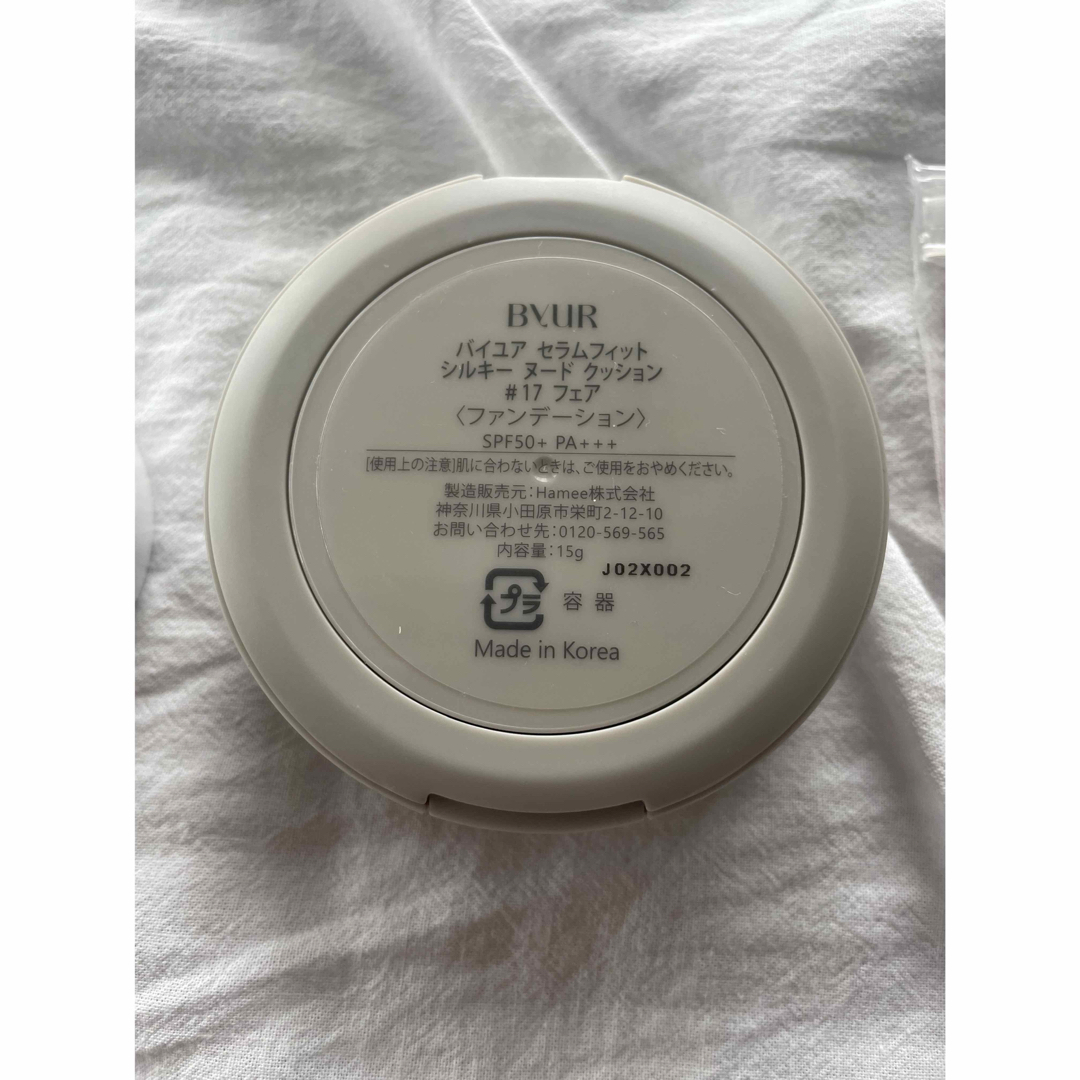 BYUR
バイユア セラムフィット
シルキー ヌード クッション
#17 フェア
〈ファンデーション〉
SPF50+ PA+++
[使用上の注意]肌に合わないときは、ご使用をおやめください。
製造販売元：Hamee株式会社
神奈川県小田原市栄町2-12-10
お問い合わせ先：0120-569-565
内容量：15g
J02X002
プラ 容器
Made in Korea